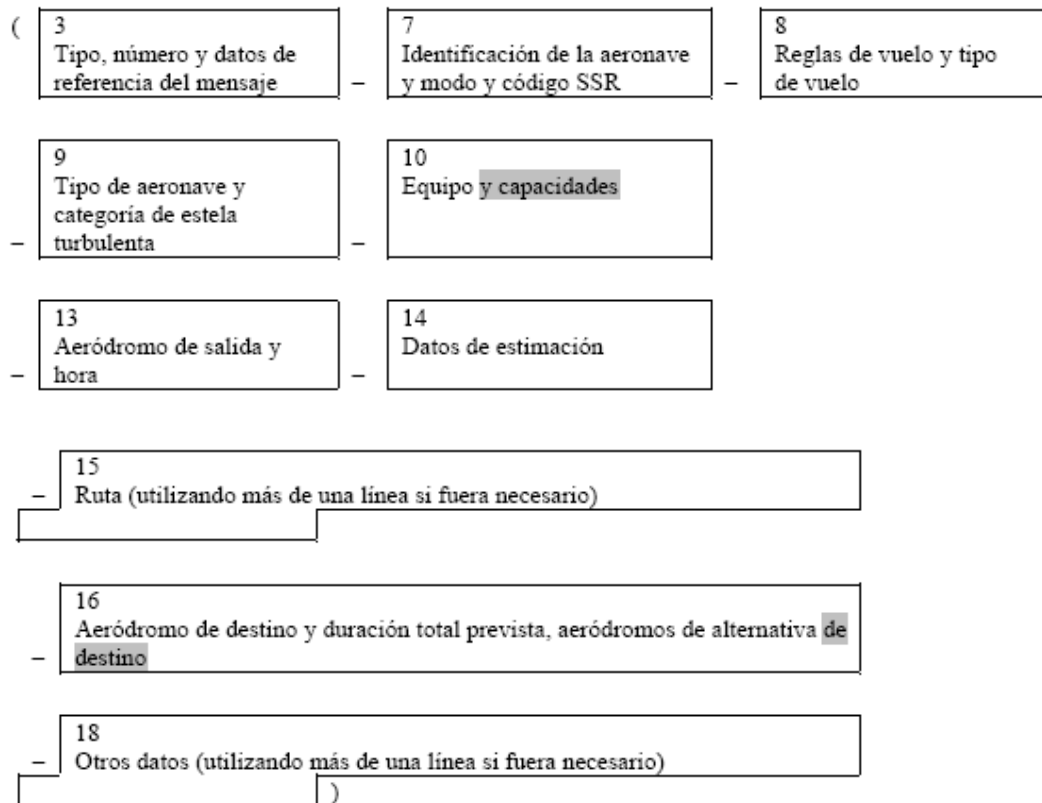 ( 3 7 8
Tipo, número y datos de Identificación de la aeronave Reglas de vuelo y tipo
referencia del mensaje – y modo y código SSR – de vuelo
9 10
Tipo de aeronave y Equipo y capacidades
categoría de estela
– turbulenta –
13 14
Aeródromo de salida y Datos de estimación
– hora –
15
– Ruta (utilizando más de una línea si fuera necesario)
16
Aeródromo de destino y duración total prevista, aeródromos de alternativa de
– destino
18
– Otros datos (utilizando más de una línea si fuera necesario)
)